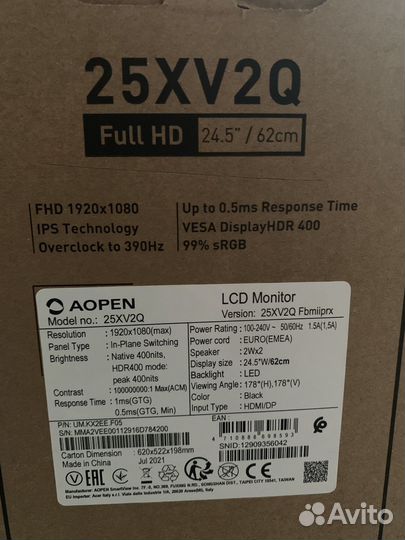 25XV2Q
Full HD 24.5" / 62cm
FHD 1920x1080
IPS Technology
Overclock to 390Hz
Up to 0.5ms Response Time
VESA DisplayHDR 400
99% sRGB
AOPEN
Model no.: 25XV2Q
Resolution : 1920x1080(max)
Panel Type : In-Plane Switching
Brightness : Native 400nits,
HDR400 mode:
peak 400nits
Contrast : 100000000:1 Max(ACM)
Response Time : 1ms(GTG)
0.5ms(GTG, Min)
P/N: UM.KX2EE.F05
S/N: MMA2VEE00112916D784200
Carton Dimension : 620x522x198mm
Made in China Jul 2021
LCD Monitor
Version: 25XV2Q Fbmiiprx
Power Rating : 100-240V~ 50/60Hz 1.5A(1,5A)
Power Cord : EURO(EMEA)
Speaker : 2Wx2
Display size : 24.5"W/62cm
Backlight : LED
Viewing Angle : 178°(H),178°(V)
Color : Black
Input Type : HDMI/DP
EAN :
4 710886 698593
SNID: 12909356042
Avito